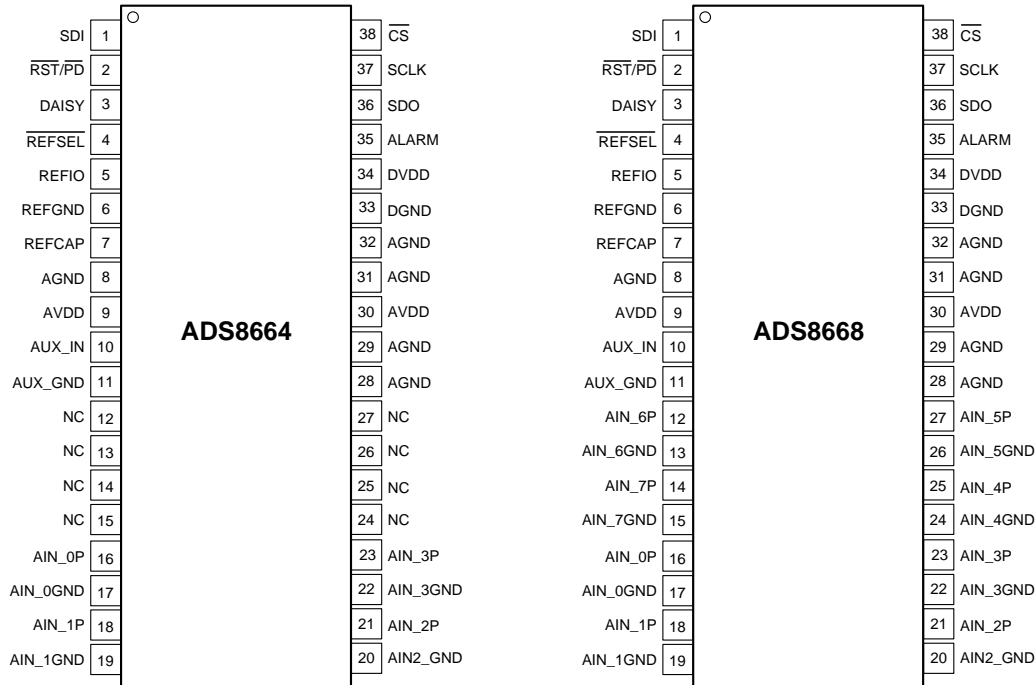 SDI 1 38 CS SDI 1 38 CS
RST/PD 2 37 SCLK RST/PD 2 37 SCLK
DAISY 3 36 SDO DAISY 3 36 SDO
REFSEL 4 35 ALARM REFSEL 4 35 ALARM
REFIO 5 34 DVDD REFIO 5 34 DVDD
REFGND 6 33 DGND REFGND 6 33 DGND
REFCAP 7 32 AGND REFCAP 7 32 AGND
AGND 8 31 AGND AGND 8 31 AGND
AVDD 9 30 AVDD AVDD 9 30 AVDD
ADS8664 ADS8668
AUX_IN 10 29 AGND AUX_IN 10 29 AGND
AUX_GND 11 28 AGND AUX_GND 11 28 AGND
NC 12 27 NC AIN_6P 12 27 AIN_5P
NC 13 26 NC AIN_6GND 13 26 AIN_5GND
NC 14 25 NC AIN_7P 14 25 AIN_4P
NC 15 24 NC AIN_7GND 15 24 AIN_4GND
AIN_0P 16 23 AIN_3P AIN_0P 16 23 AIN_3P
AIN_0GND 17 22 AIN_3GND AIN_0GND 17 22 AIN_3GND
AIN_1P 18 21 AIN_2P AIN_1P 18 21 AIN_2P
AIN_1GND 19 20 AIN2_GND AIN_1GND 19 20 AIN2_GND